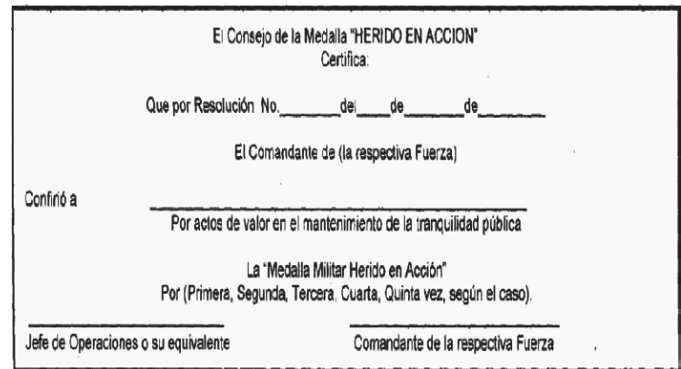 El Consejo de la Medalla "HERIDO EN ACCION"
Certifica:
Que por Resolución No.________del____de_______de________
El Comandante de (la respectiva Fuerza)
Confirió a ________________________
Por actos de valor en el mantenimiento de la tranquilidad pública
La "Medalla Militar Herido en Acción"
Por (Primera, Segunda, Tercera, Cuarta, Quinta vez, según el caso).
Jefe de Operaciones o su equivalente Comandante de la respectiva Fuerza